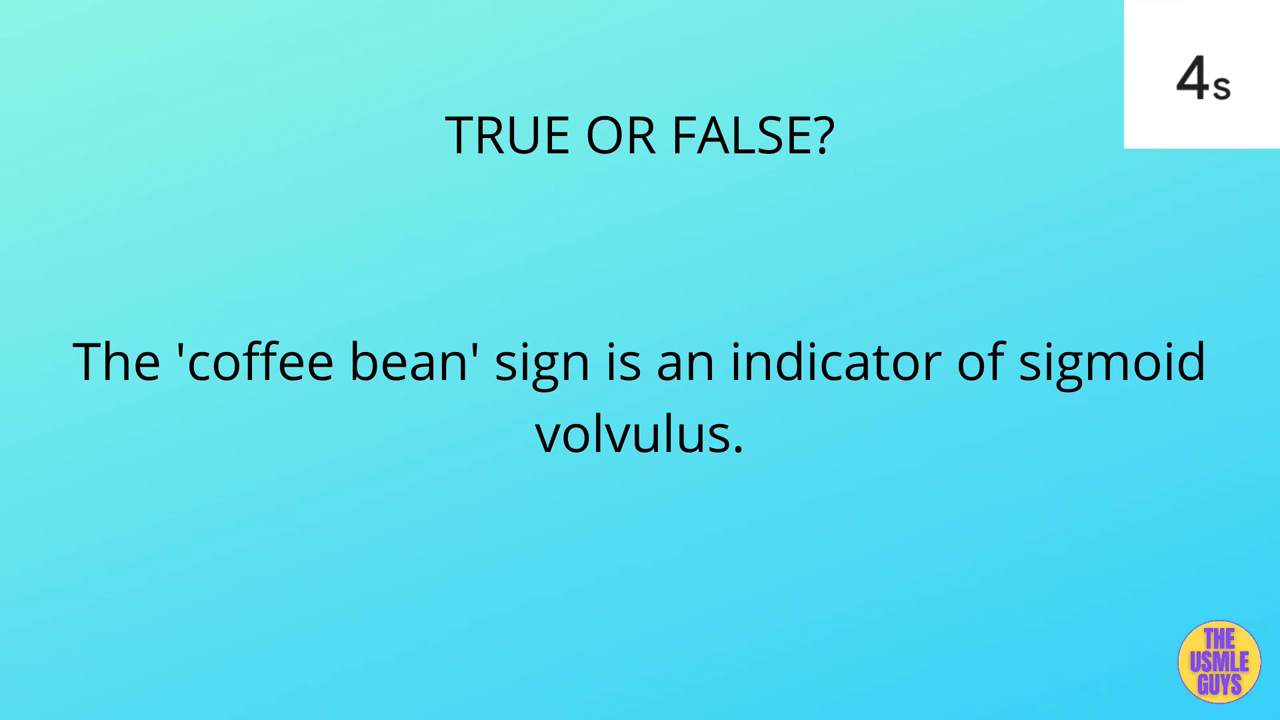 4s
TRUE OR FALSE?
The 'coffee bean' sign is an indicator of sigmoid
volvulus.
THE
USMLE
GUYS